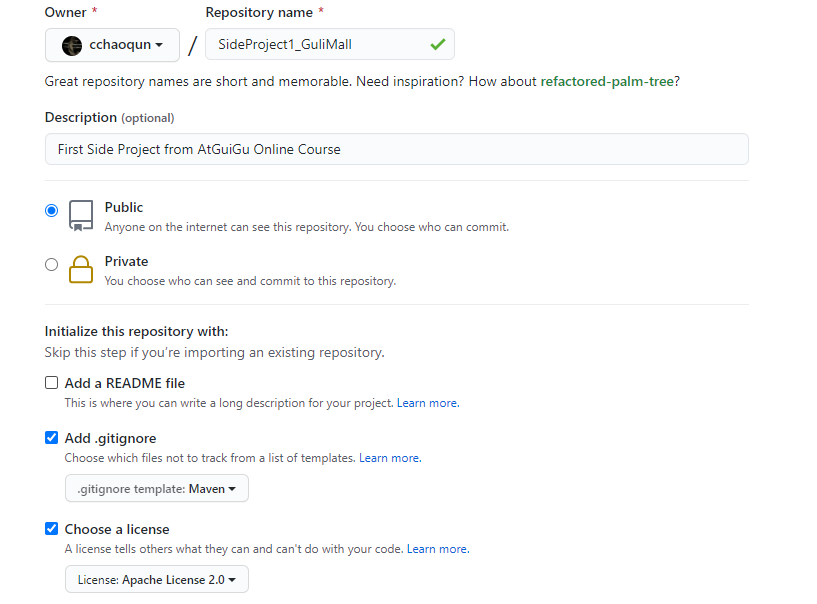 Owner * Repository name *
cchaoqun / SideProject1_GuliMall
Great repository names are short and memorable. Need inspiration? How about refactored-palm-tree?
Description (optional)
First Side Project from AtGuiGu Online Course
Public
Anyone on the internet can see this repository. You choose who can commit.
Private
You choose who can see and commit to this repository.
Initialize this repository with:
Skip this step if you're importing an existing repository.
Add a README file
This is where you can write a long description for your project. Learn more.
Add .gitignore
Choose which files not to track from a list of templates. Learn more.
.gitignore template: Maven
Choose a license
A license tells others what they can and can't do with your code. Learn more.
License: Apache License 2.0